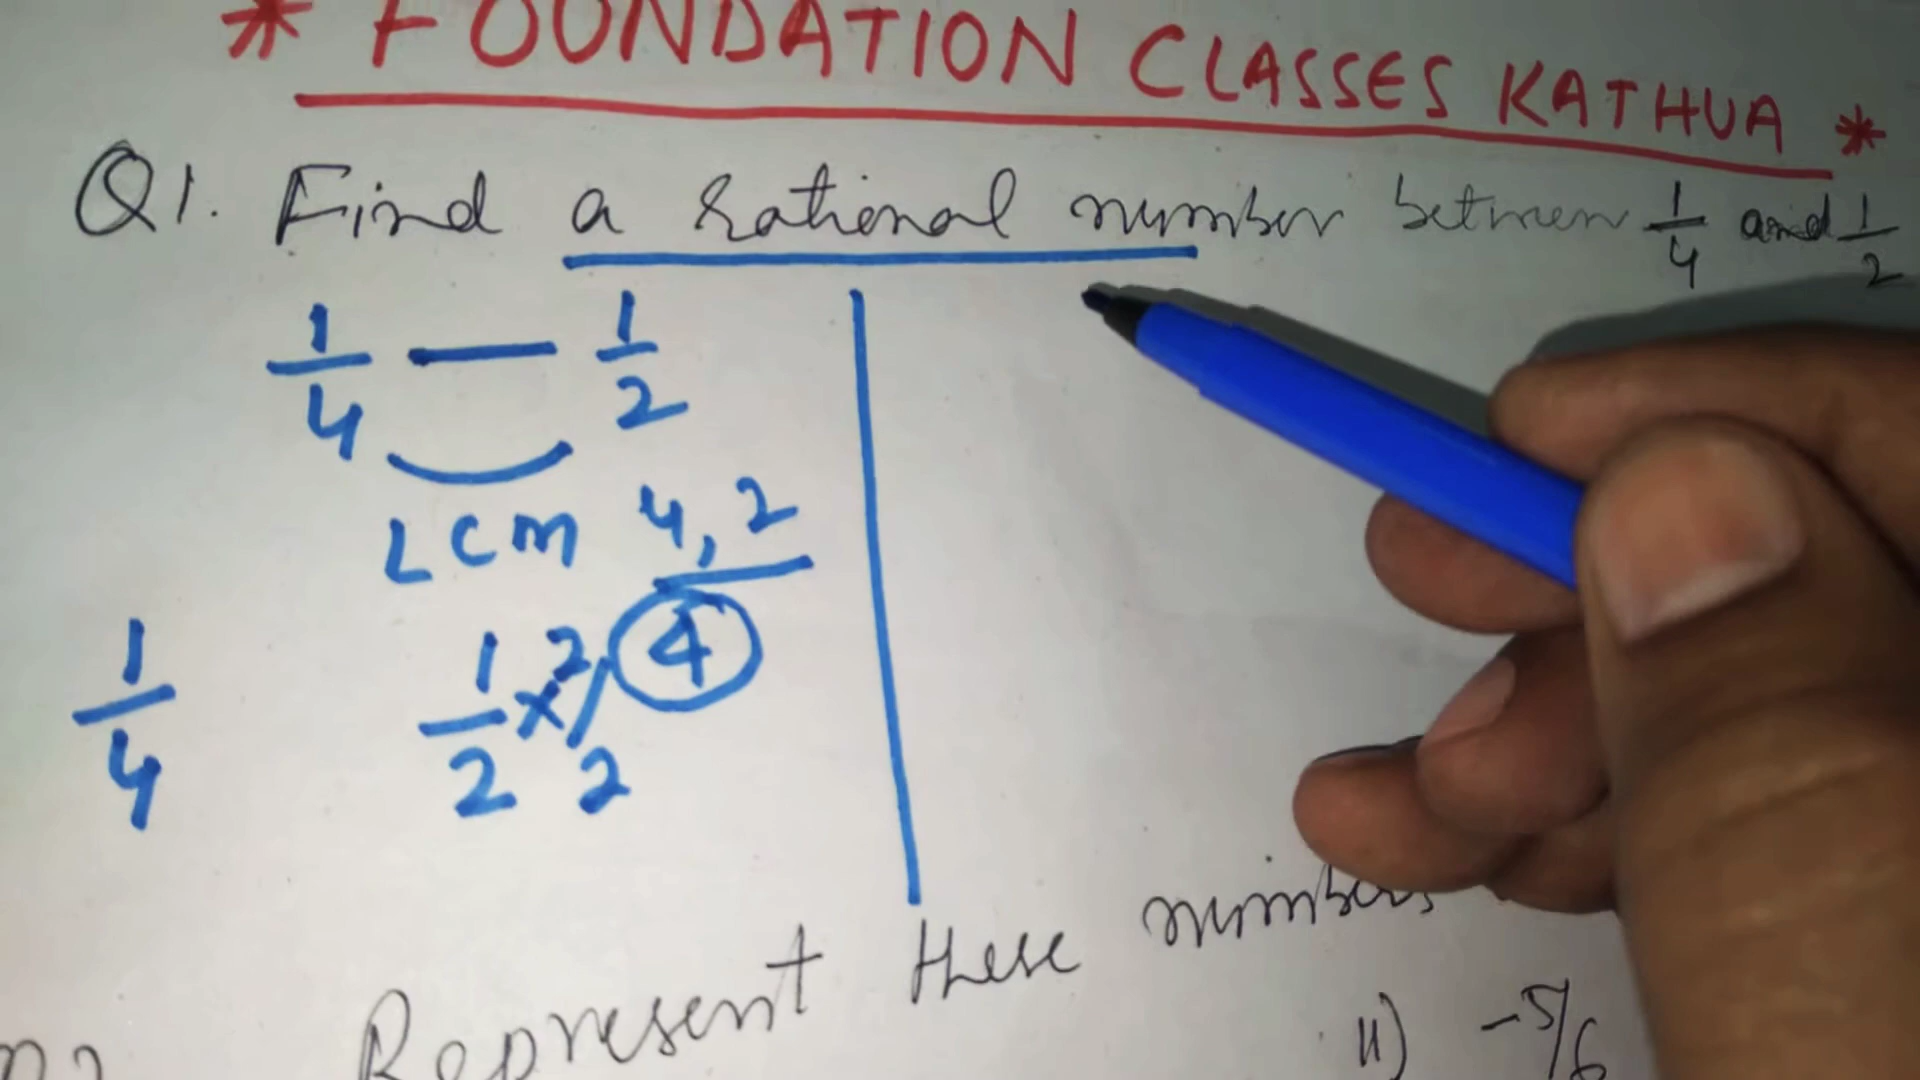 * FOUNDATION CLASSES KATHUA *
Q1. Find a rational number between 1/4 and 1/2
1/4 — 1/2
LCM 4, 2
4
1/4 1/2 × 2/2
Represent these numbers
11) -5/6